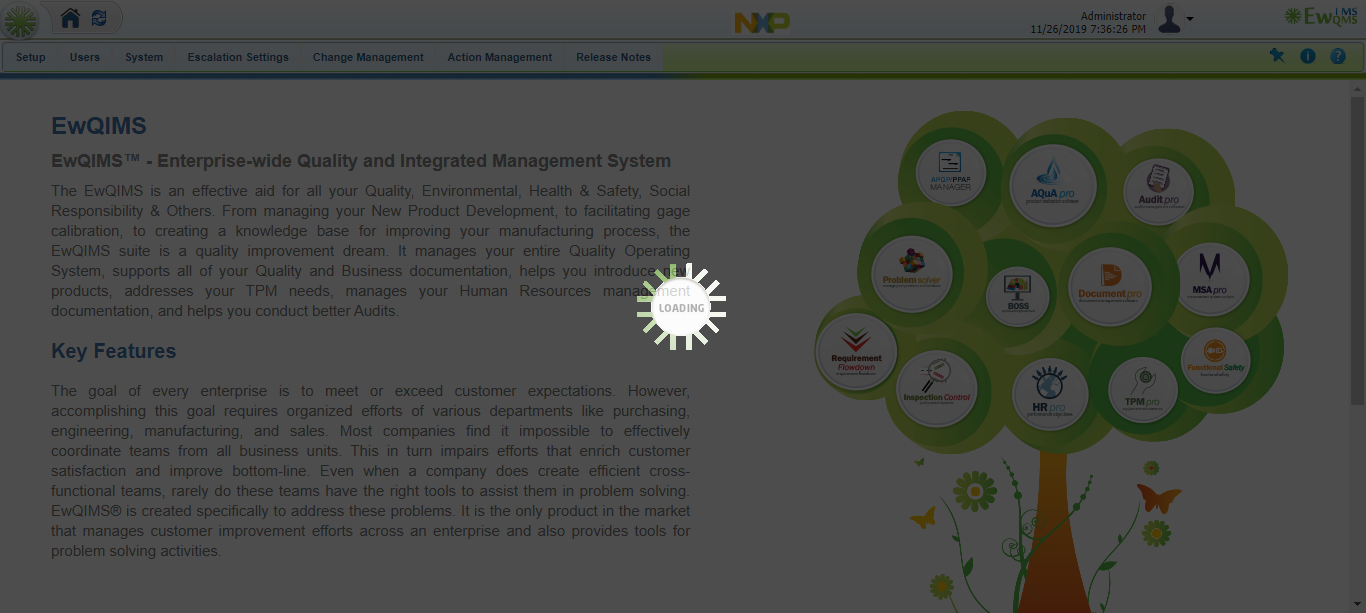 NXP
Administrator
11/26/2019 7:36:26 PM
EwIMS
QMS
Setup Users System Escalation Settings Change Management Action Management Release Notes
EwQIMS
EwQIMS™ - Enterprise-wide Quality and Integrated Management System
The EwQIMS is an effective aid for all your Quality, Environmental, Health & Safety, Social
Responsibility & Others. From managing your New Product Development, to facilitating gage
calibration, to creating a knowledge base for improving your manufacturing process, the
EwQIMS suite is a quality improvement dream. It manages your entire Quality Operating
System, supports all of your Quality and Business documentation, helps you introduce new
products, addresses your TPM needs, manages your Human Resources management
documentation, and helps you conduct better Audits.
Key Features
The goal of every enterprise is to meet or exceed customer expectations. However,
accomplishing this goal requires organized efforts of various departments like purchasing,
engineering, manufacturing, and sales. Most companies find it impossible to effectively
coordinate teams from all business units. This in turn impairs efforts that enrich customer
satisfaction and improve bottom-line. Even when a company does create efficient cross-
functional teams, rarely do these teams have the right tools to assist them in problem solving.
EwQIMS® is created specifically to address these problems. It is the only product in the market
that manages customer improvement efforts across an enterprise and also provides tools for
problem solving activities.
LOADING
APQP/PPAP
MANAGER
AQuA pro
Audit pro
Problem solver
BOSS
Document pro
MSA pro
Requirement
Flowdown
Inspection Control
HR pro
TPM pro
Functional Safety